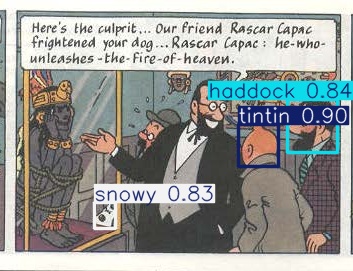 Here's the culprit... Our friend Rascar Capac
frightened your dog... Rascar Capac: he-who-
unleashes-the-fire-of-heaven.
haddock 0.84
tintin 0.90
snowy 0.83